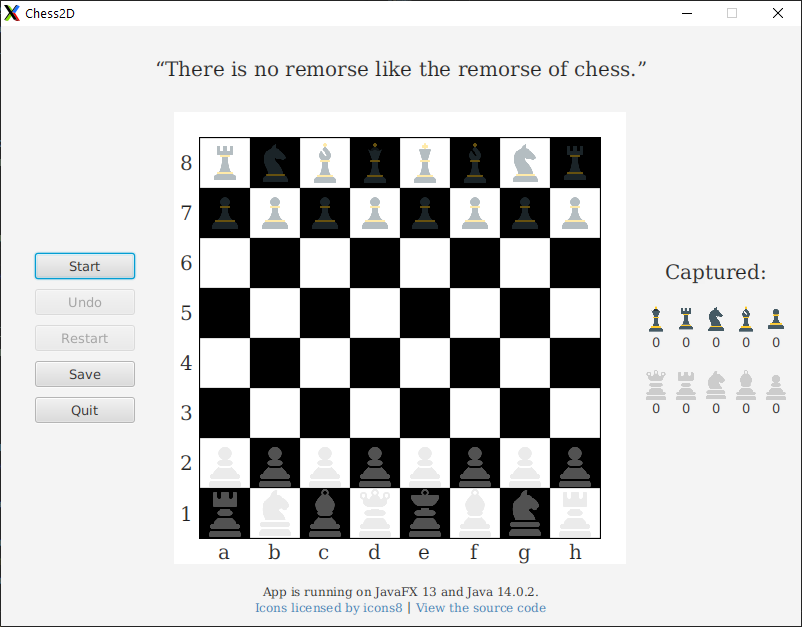 Chess2D
“There is no remorse like the remorse of chess.”
8
7
6
5
4
3
2
1
a b c d e f g h
Start
Undo
Restart
Save
Quit
Captured:
0 0 0 0 0
0 0 0 0 0
App is running on JavaFX 13 and Java 14.0.2.
Icons licensed by icons8 | View the source code